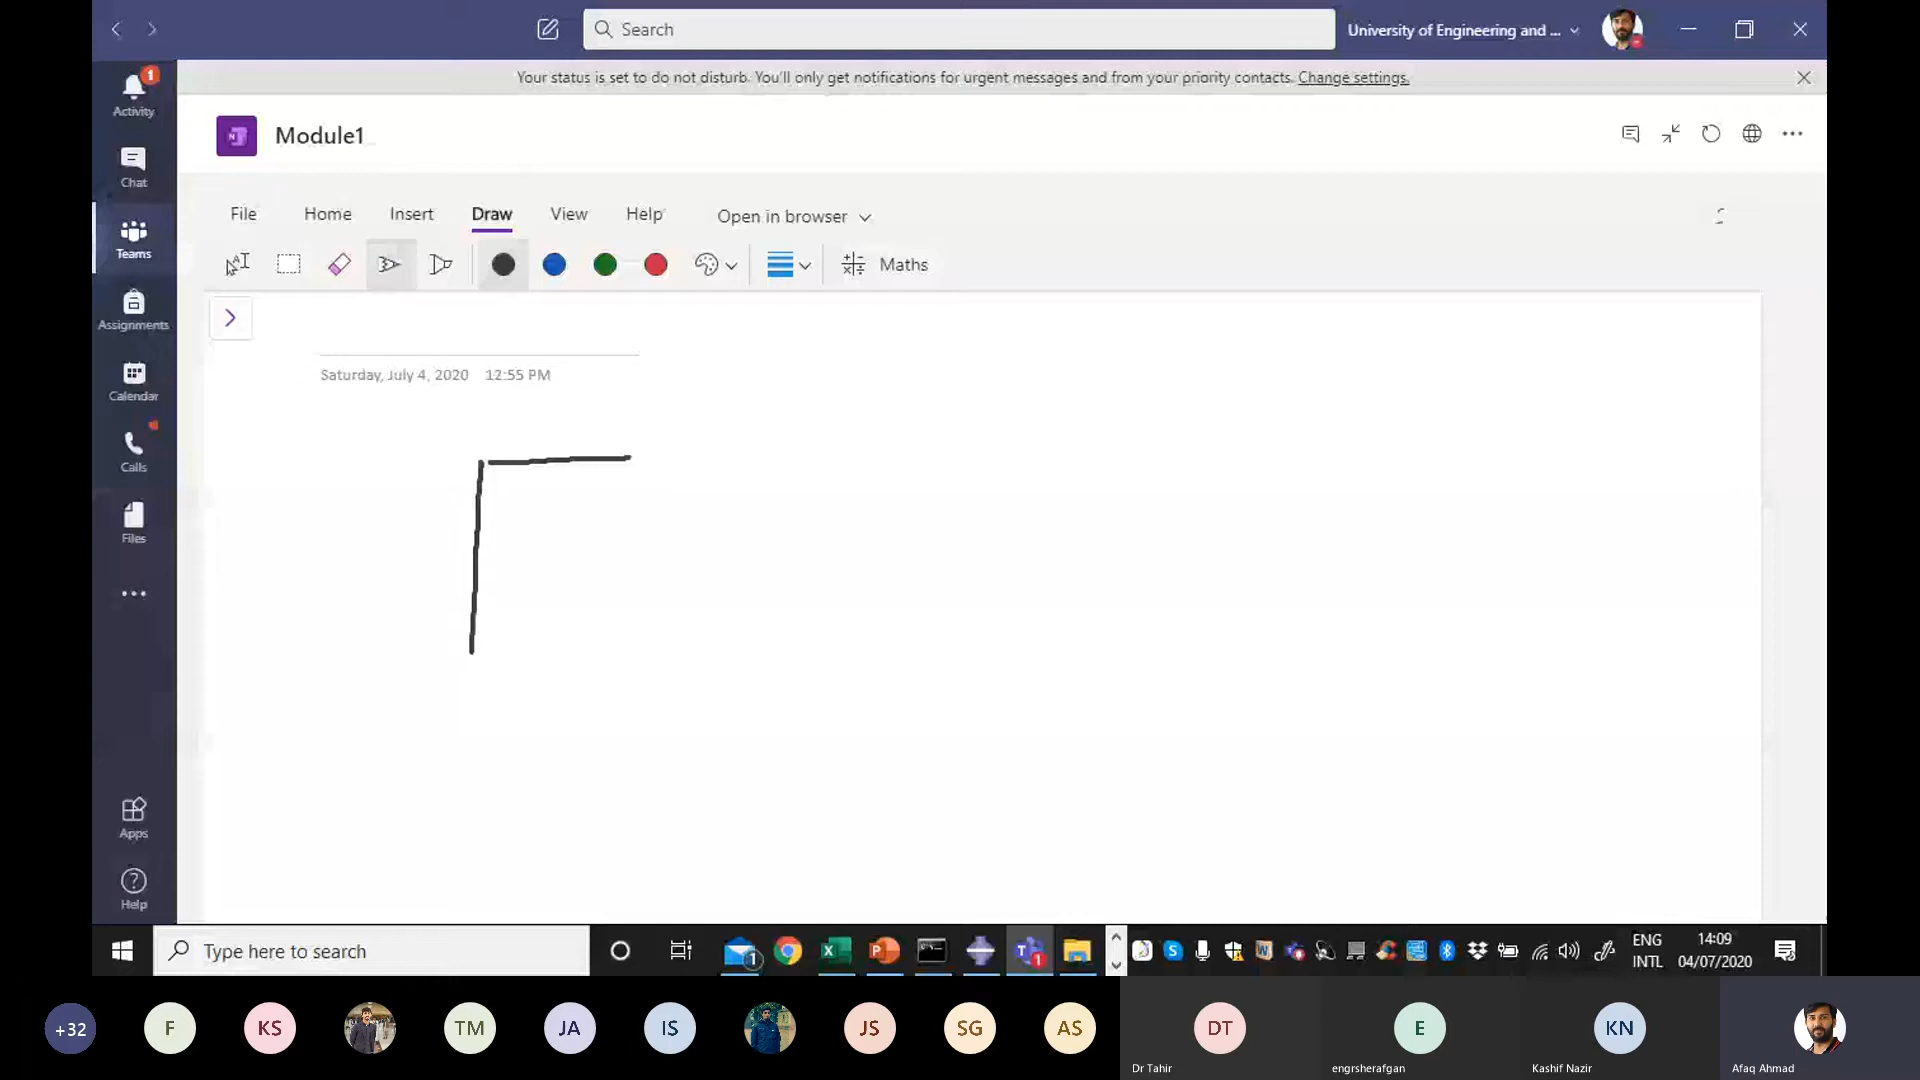 Search
University of Engineering and ...
Your status is set to do not disturb. You'll only get notifications for urgent messages and from your priority contacts. Change settings.
1
Activity
Chat
Teams
Assignments
Calendar
Calls
Files
Apps
Help
Module1
File Home Insert Draw View Help Open in browser
Maths
Saturday, July 4, 2020 12:55 PM
Type here to search
1
1
ENG
INTL
14:09
04/07/2020
+32 F KS TM JA IS JS SG AS DT E KN
Dr Tahir engrsherafgan Kashif Nazir Afaq Ahmad